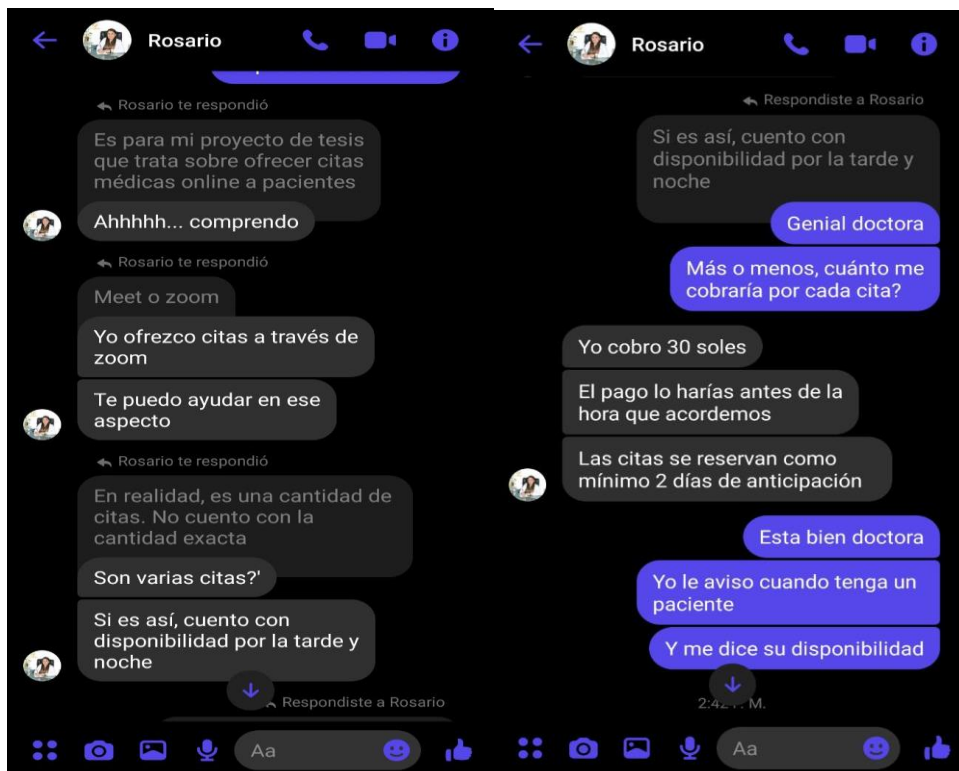 Rosario
Rosario te respondió
Es para mi proyecto de tesis
que trata sobre ofrecer citas
médicas online a pacientes
Ahhhhh... comprendo
Rosario te respondió
Meet o zoom
Yo ofrezco citas a través de
zoom
Te puedo ayudar en ese
aspecto
Rosario te respondió
En realidad, es una cantidad de
citas. No cuento con la
cantidad exacta
Son varias citas?'
Si es así, cuento con
disponibilidad por la tarde y
noche
Respondiste a Rosario
Aa
Rosario
Respondiste a Rosario
Si es así, cuento con
disponibilidad por la tarde y
noche
Genial doctora
Más o menos, cuánto me
cobraría por cada cita?
Yo cobro 30 soles
El pago lo harías antes de la
hora que acordemos
Las citas se reservan como
mínimo 2 días de anticipación
Esta bien doctora
Yo le aviso cuando tenga un
paciente
Y me dice su disponibilidad
M.
Aa